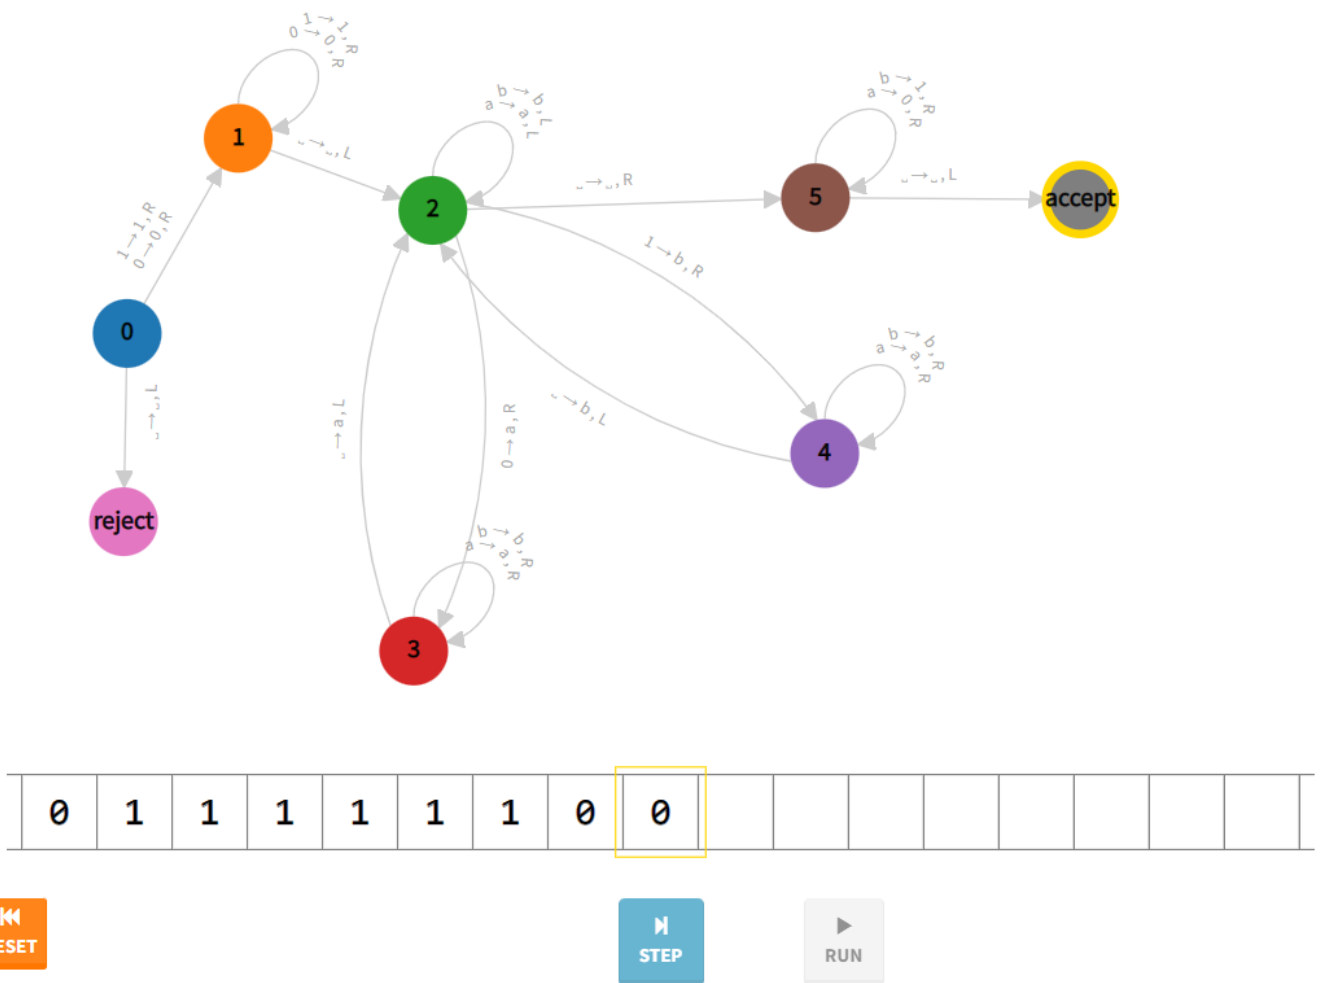 1→1,R
0→0,R
1
b→b,L
a→a,L
2
␣→␣,L
b→1,R
a→0,R
5
␣→␣,R
␣→␣,L
accept
1→1,R
0→0,R
0
1→b,R
␣→b,L
b→b,R
a→a,R
4
␣→␣,L
reject
␣→a,L
0→a,R
b→b,R
a→a,R
3
0 1 1 1 1 1 1 0 0
ESET
STEP
RUN